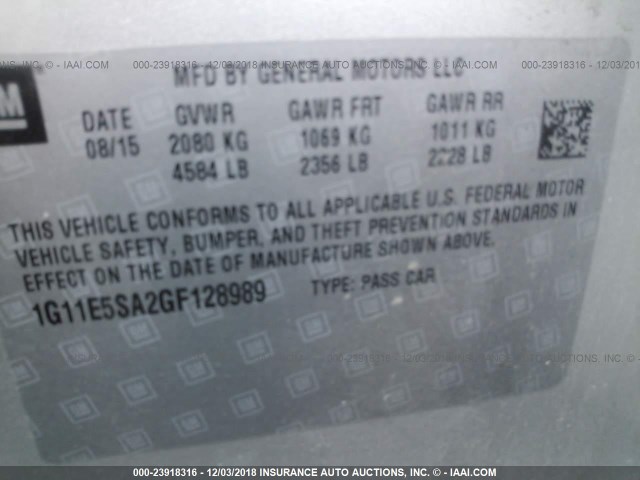 000-23918316 - 12/03/2018 INSURANCE AUTO AUCTIONS, INC. - IAAI.COM
MFD BY GENERAL MOTORS LLC
DATE GVWR GAWR FRT GAWR RR
08/15 2080 KG 1069 KG 1011 KG
4584 LB 2356 LB 2228 LB
THIS VEHICLE CONFORMS TO ALL APPLICABLE U.S. FEDERAL MOTOR
VEHICLE SAFETY, BUMPER, AND THEFT PREVENTION STANDARDS IN
EFFECT ON THE DATE OF MANUFACTURE SHOWN ABOVE.
1G11E5SA2GF128989 TYPE: PASS CAR
000-23918316 - 12/03/2018 INSURANCE AUTO AUCTIONS, INC. - IAAI.COM